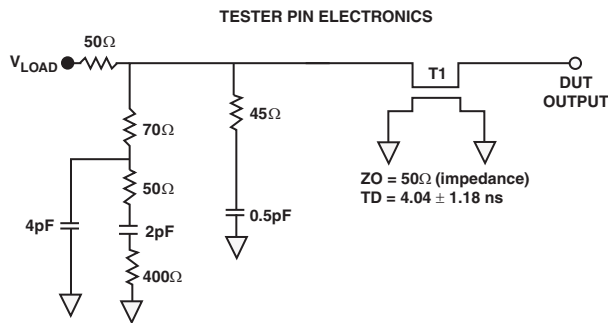 TESTER PIN ELECTRONICS
VLOAD
50Ω
T1
DUT
OUTPUT
70Ω
45Ω
50Ω
4pF
2pF
0.5pF
400Ω
ZO = 50Ω (impedance)
TD = 4.04 ± 1.18 ns